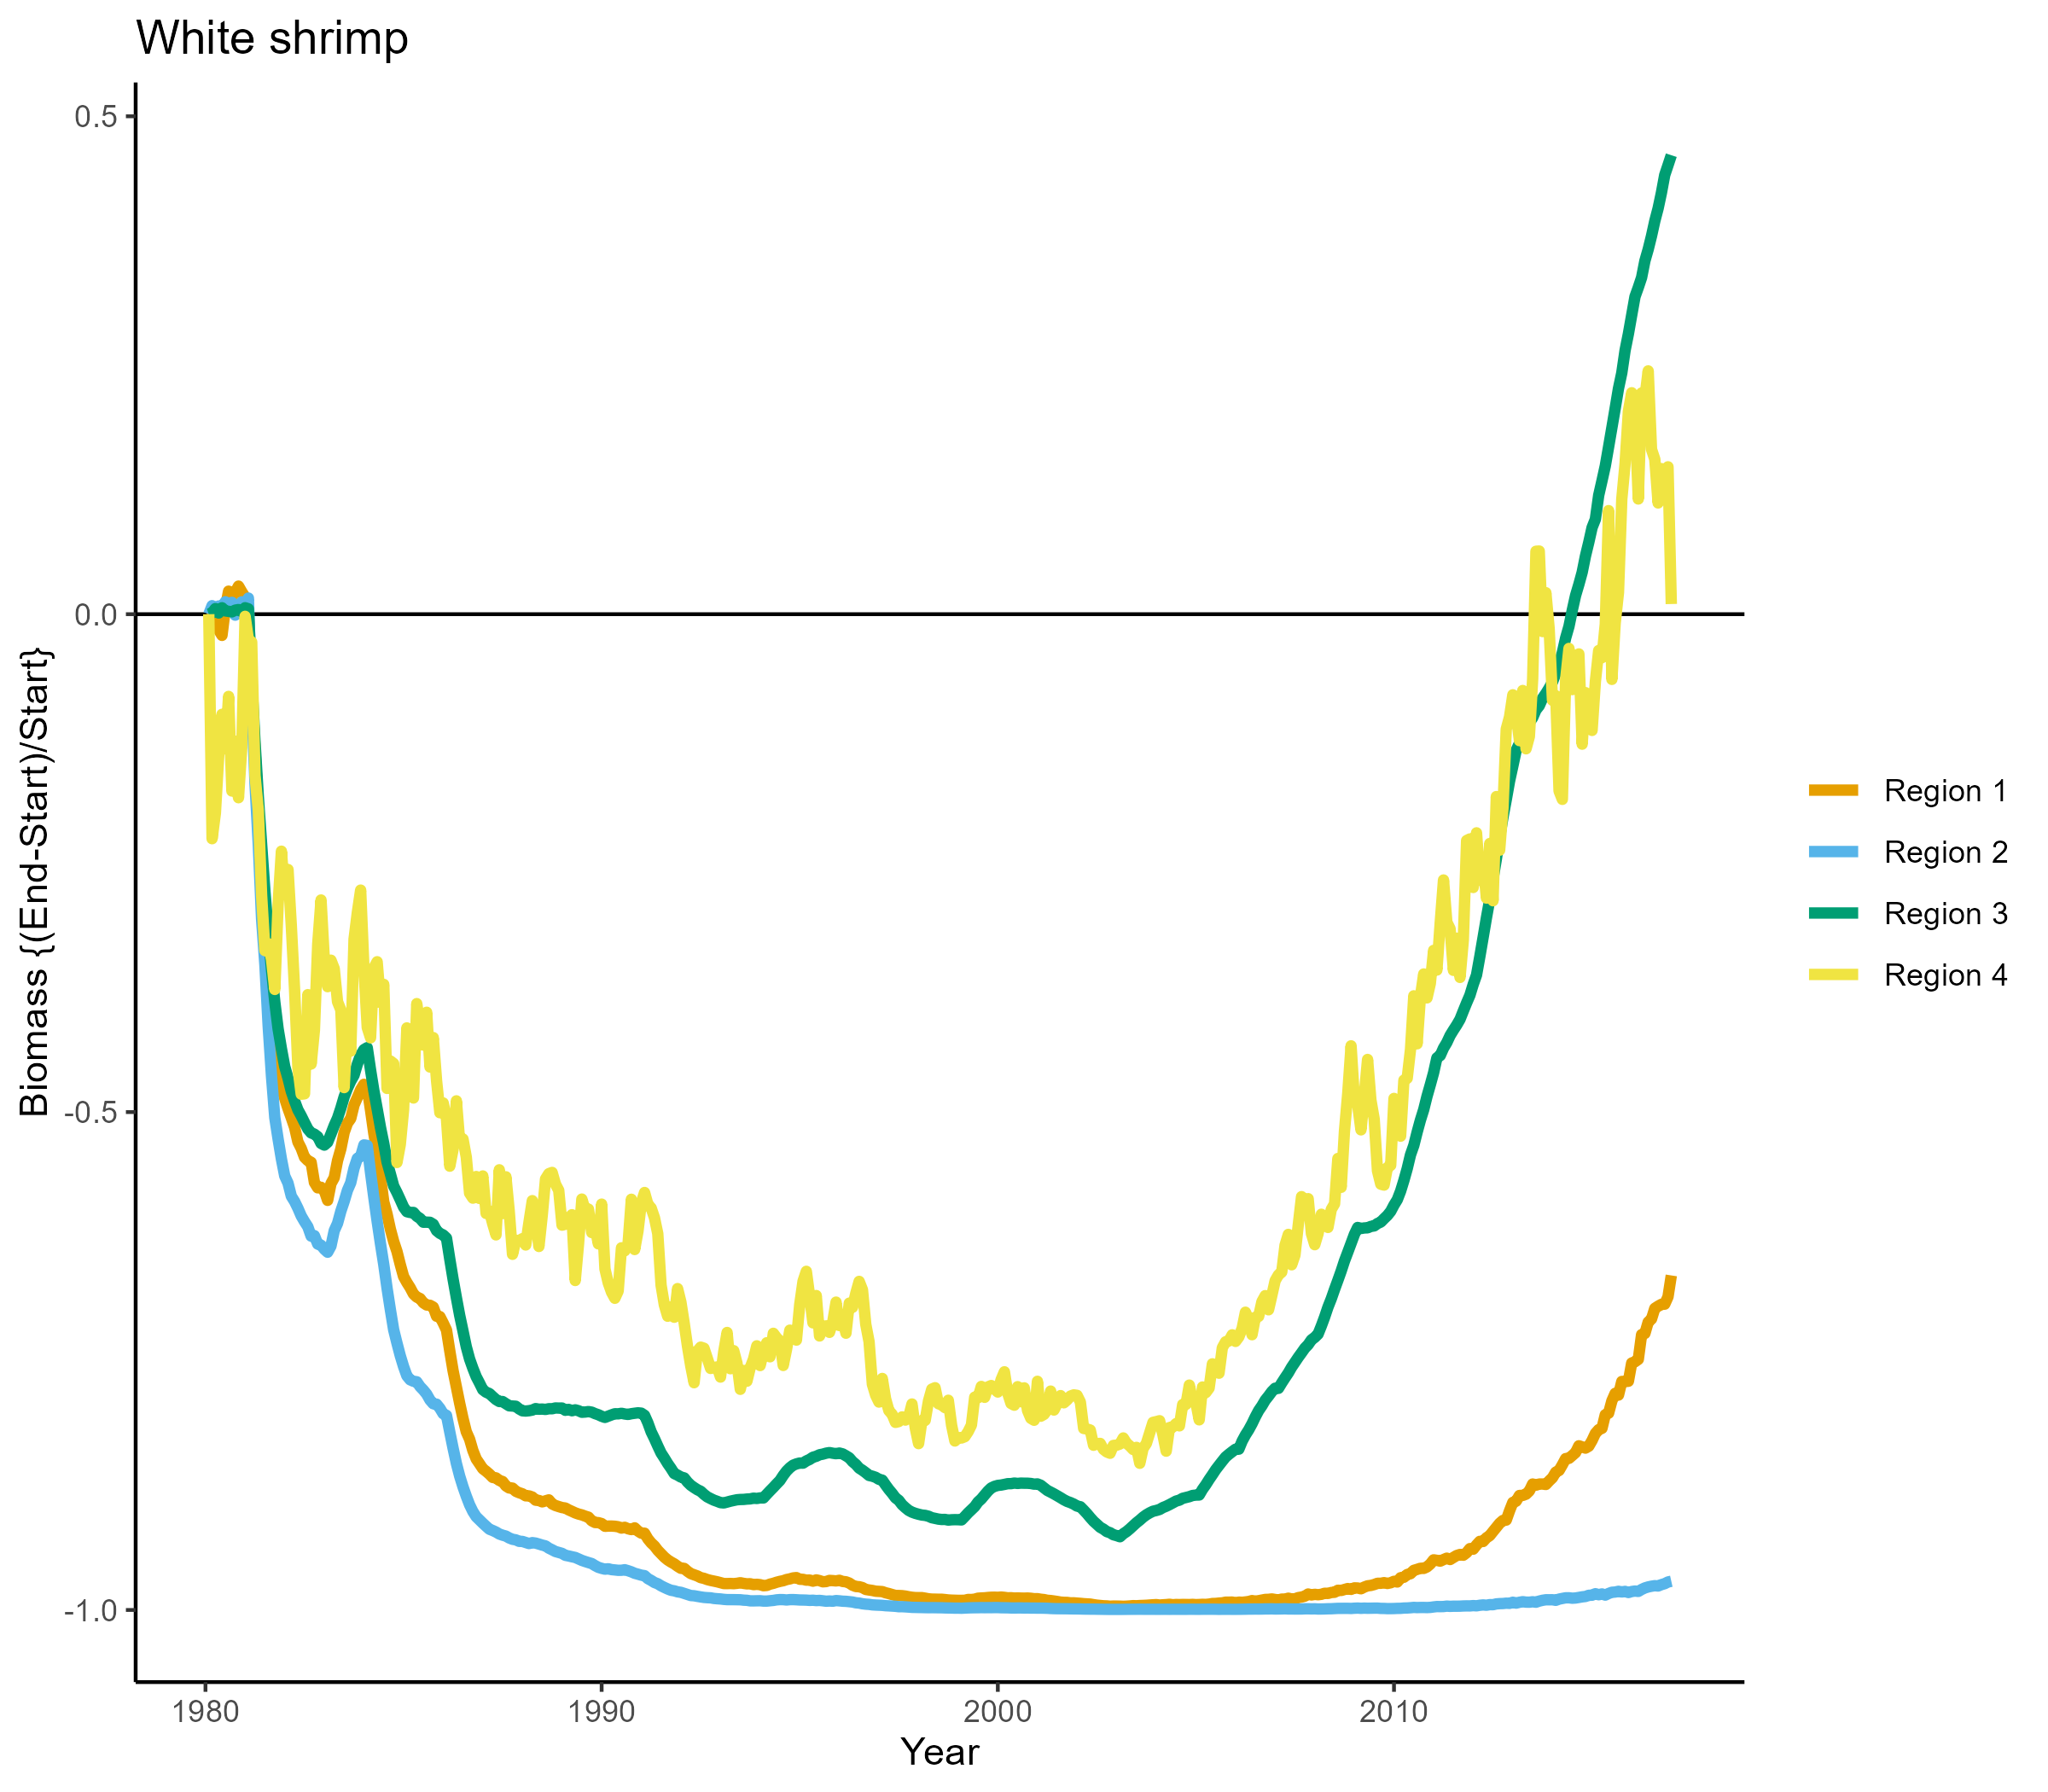 White shrimp
Biomass {(End-Start)/Start}
0.5
0.0
-0.5
-1.0
1980 1990 2000 2010
Year
Region 1
Region 2
Region 3
Region 4